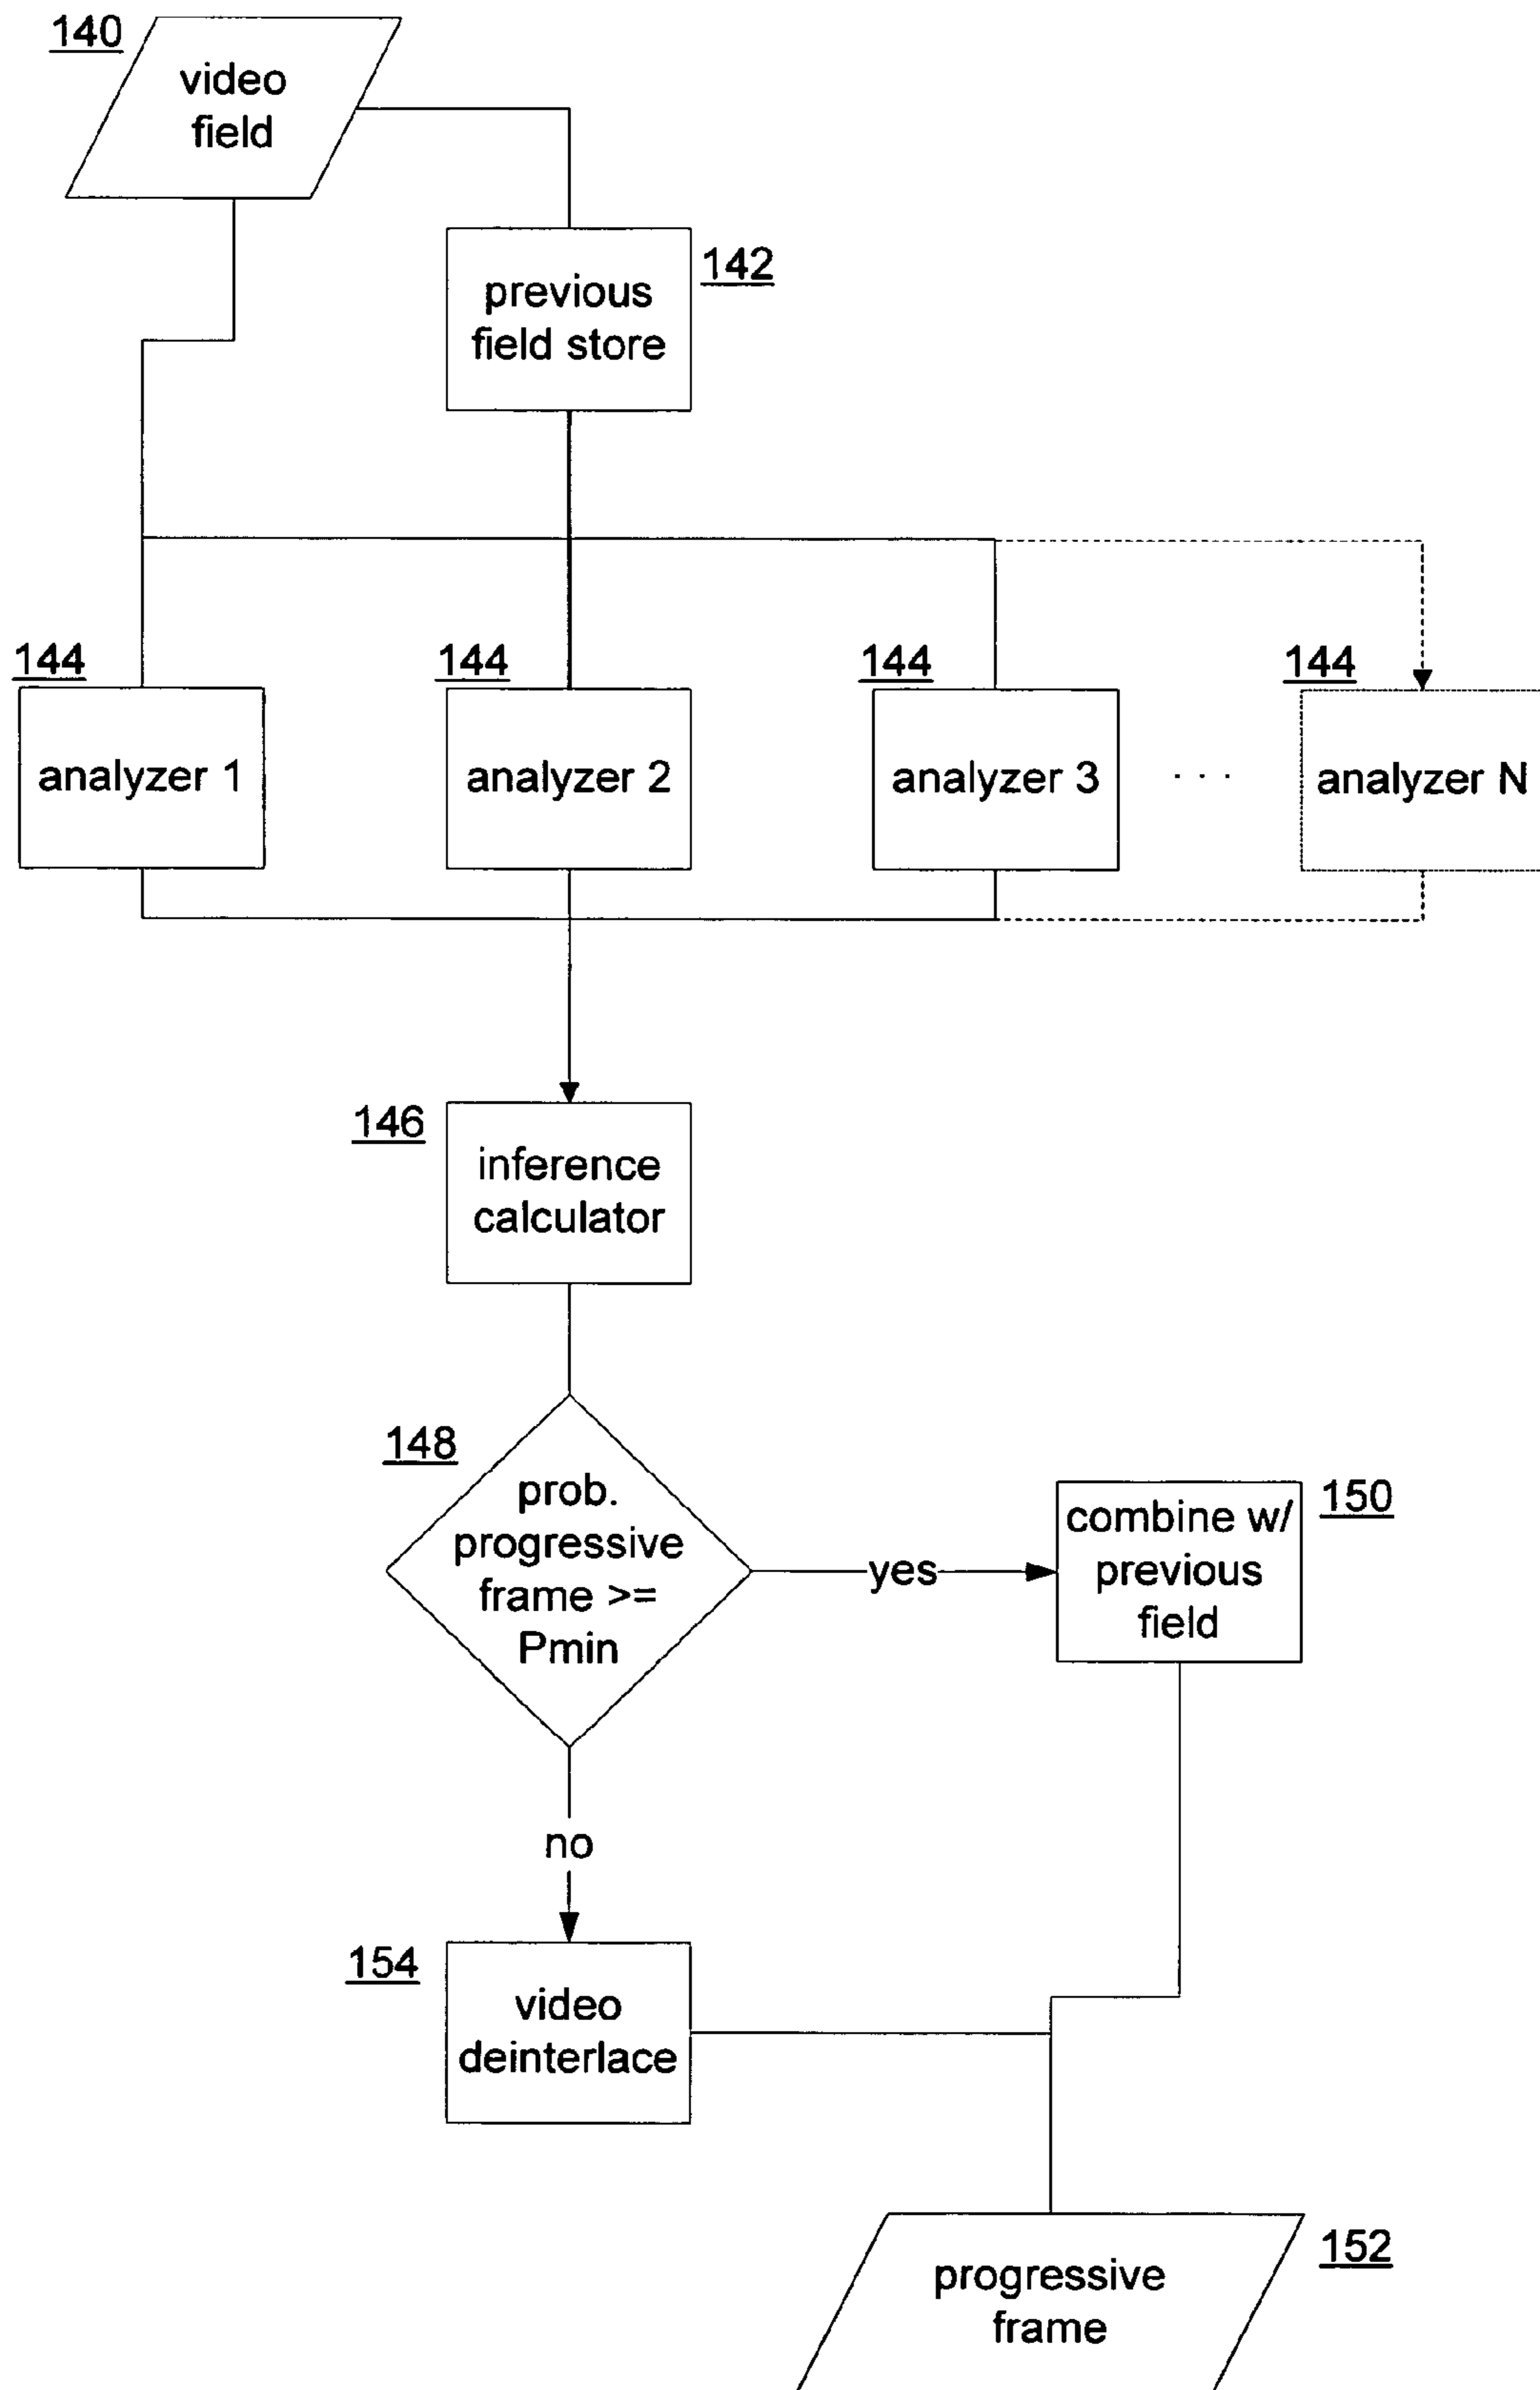 140
video
field
142
previous
field store
144
144
144
144
analyzer 1
analyzer 2
analyzer 3
. . .
analyzer N
146
inference
calculator
148
prob.
progressive
frame >=
Pmin
yes
150
combine w/
previous
field
no
154
video
deinterlace
152
progressive
frame